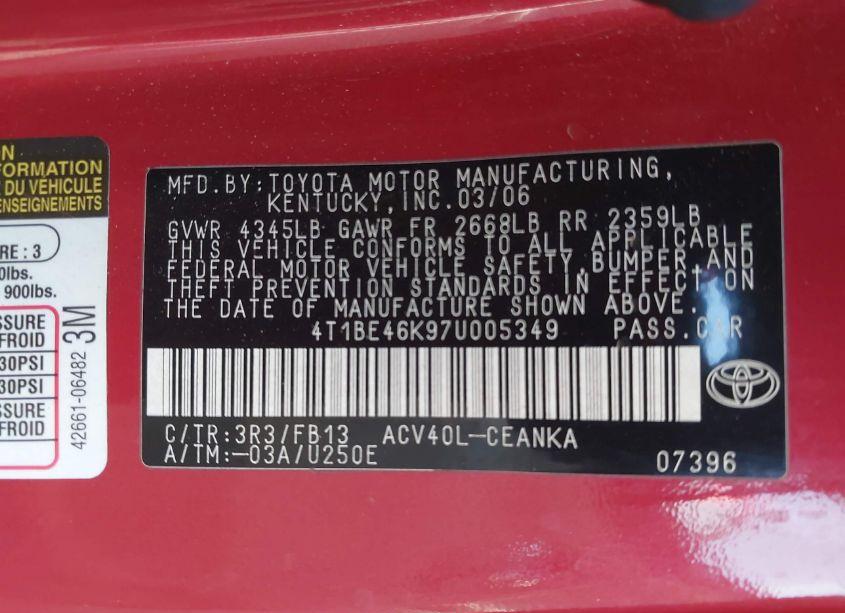 N
FORMATION
DU VÉHICULE
ENSEIGNEMENTS
RE : 3
0lbs.
900lbs.
SSURE
FROID
30PSI
30PSI
SSURE
FROID
42661-06482 3M
MFD.BY:TOYOTA MOTOR MANUFACTURING,
KENTUCKY,INC.03/06
GVWR 4345LB GAWR FR 2668LB RR 2359LB
THIS VEHICLE CONFORMS TO ALL APPLICABLE
FEDERAL MOTOR VEHICLE SAFETY,BUMPER,AND
THEFT PREVENTION STANDARDS IN EFFECT ON
THE DATE OF MANUFACTURE SHOWN ABOVE.
4T1BE46K97U005349 PASS.CAR
C/TR:3R3/FB13 ACV40L-CEANKA
A/TM:-03A/U250E
07396